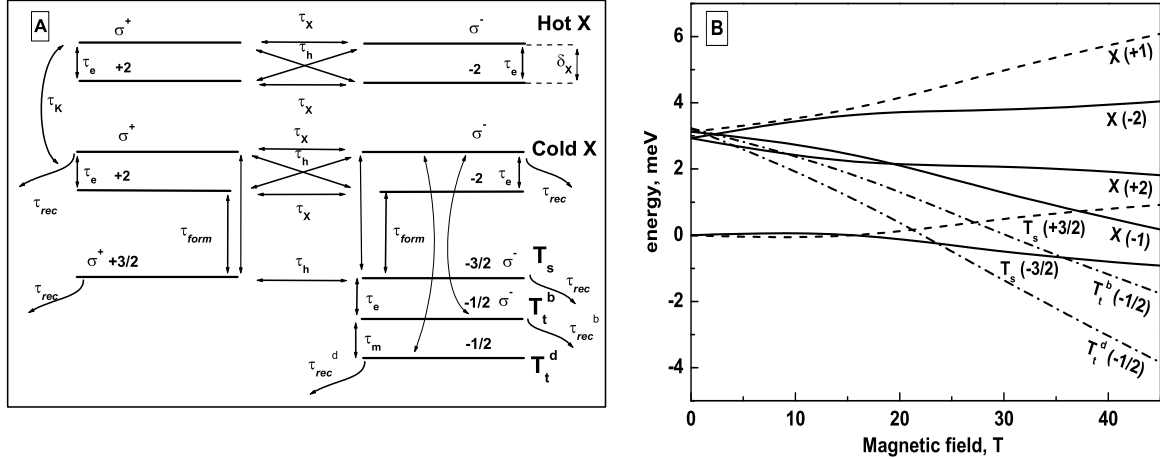 A
σ+ τX σ- Hot X
τh
τe +2 -2 τe δX
τX
τK
σ+ τX σ- Cold X
τh
τe +2 -2 τe
τrec τX τrec
τform τform
σ+ +3/2 τh -3/2 σ- Ts
τrec τe τrec
-1/2 σ- Ttb
τm τrecb
-1/2 Ttd
τrecd
B
energy, meV
6
4
2
0
-2
-4
0 10 20 30 40
Magnetic field, T
X (+1)
X (-2)
X (+2)
X (-1)
Ts (+3/2)
Ts (-3/2)
Ttb (-1/2)
Ttd (-1/2)